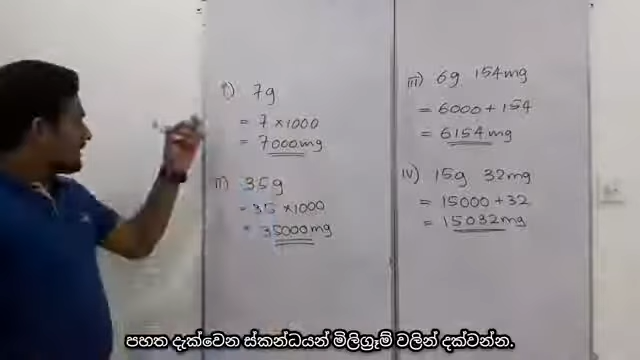 i) 7g
= 7 × 1000
= 7000mg
ii) 35g
= 35 × 1000
= 35000mg
iii) 6g 154mg
= 6000 + 154
= 6154mg
iv) 15g 32mg
= 15000 + 32
= 15032mg
පහත දැක්වෙන ස්කන්ධයන් මිලිග්‍රෑම් වලින් දක්වන්න.